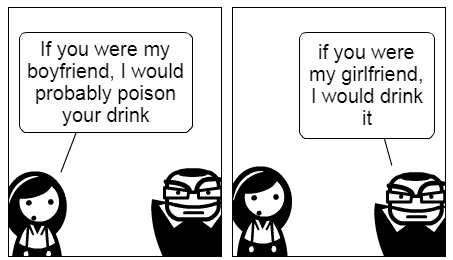 If you were my
boyfriend, I would
probably poison
your drink
if you were
my girlfriend,
I would drink
it